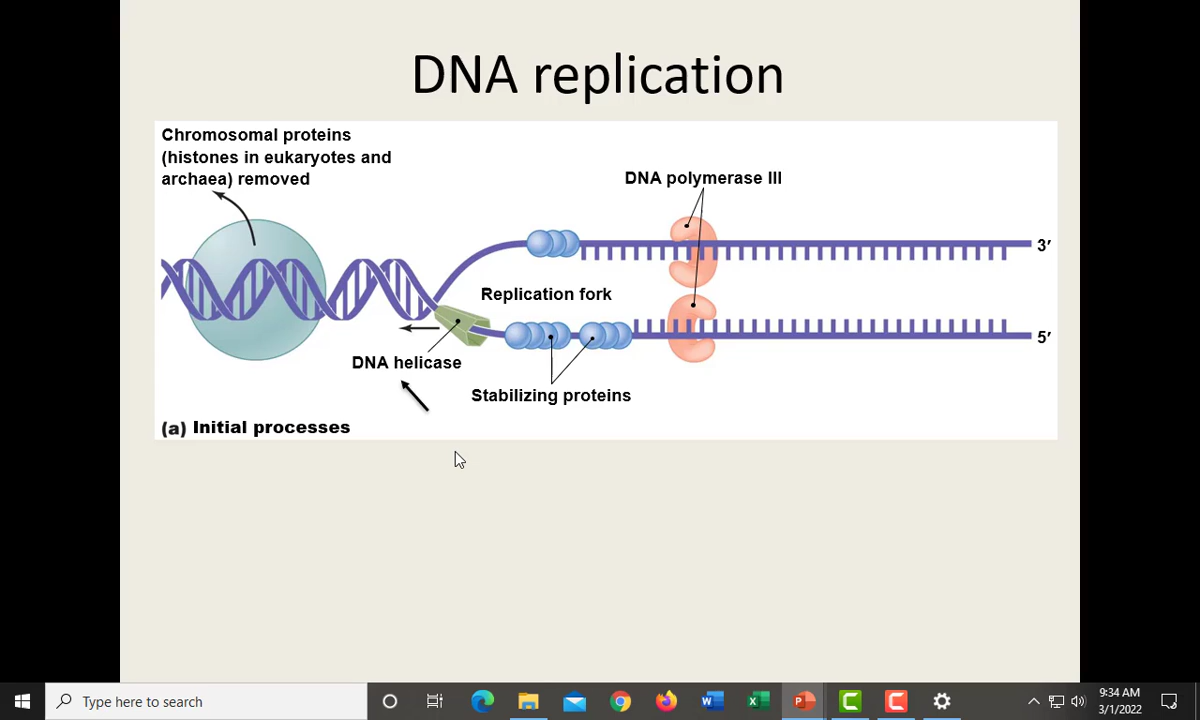 DNA replication
Chromosomal proteins
(histones in eukaryotes and
archaea) removed
DNA polymerase III
3′
Replication fork
5′
DNA helicase
Stabilizing proteins
(a) Initial processes
Type here to search
9:34 AM
3/1/2022